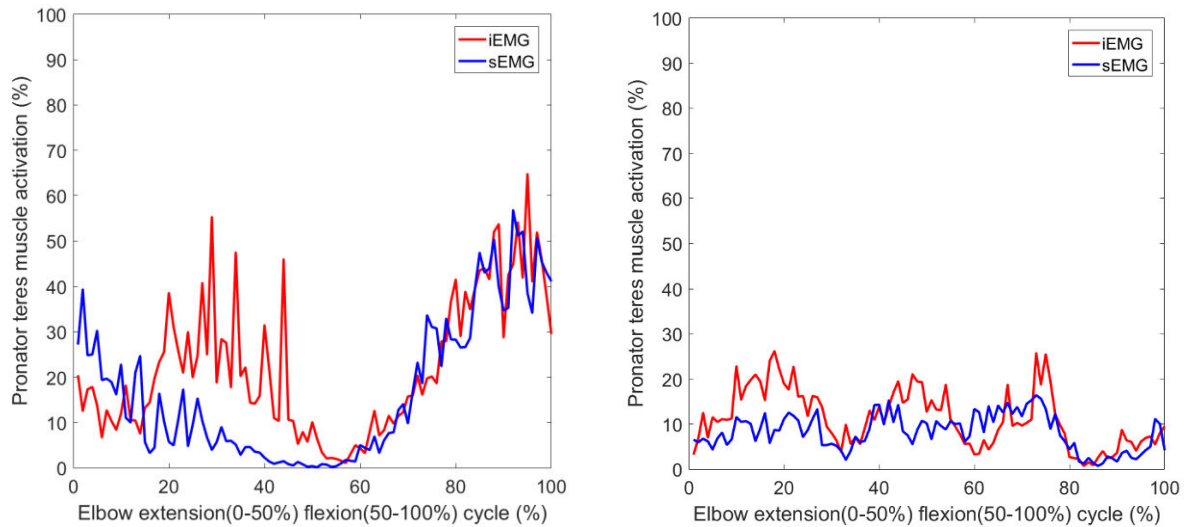 100
90
80
70
60
50
40
30
20
10
0
Pronator teres muscle activation (%)
iEMG
sEMG
0 20 40 60 80 100
Elbow extension(0-50%) flexion(50-100%) cycle (%)
100
90
80
70
60
50
40
30
20
10
0
Pronator teres muscle activation (%)
iEMG
sEMG
0 20 40 60 80 100
Elbow extension(0-50%) flexion(50-100%) cycle (%)